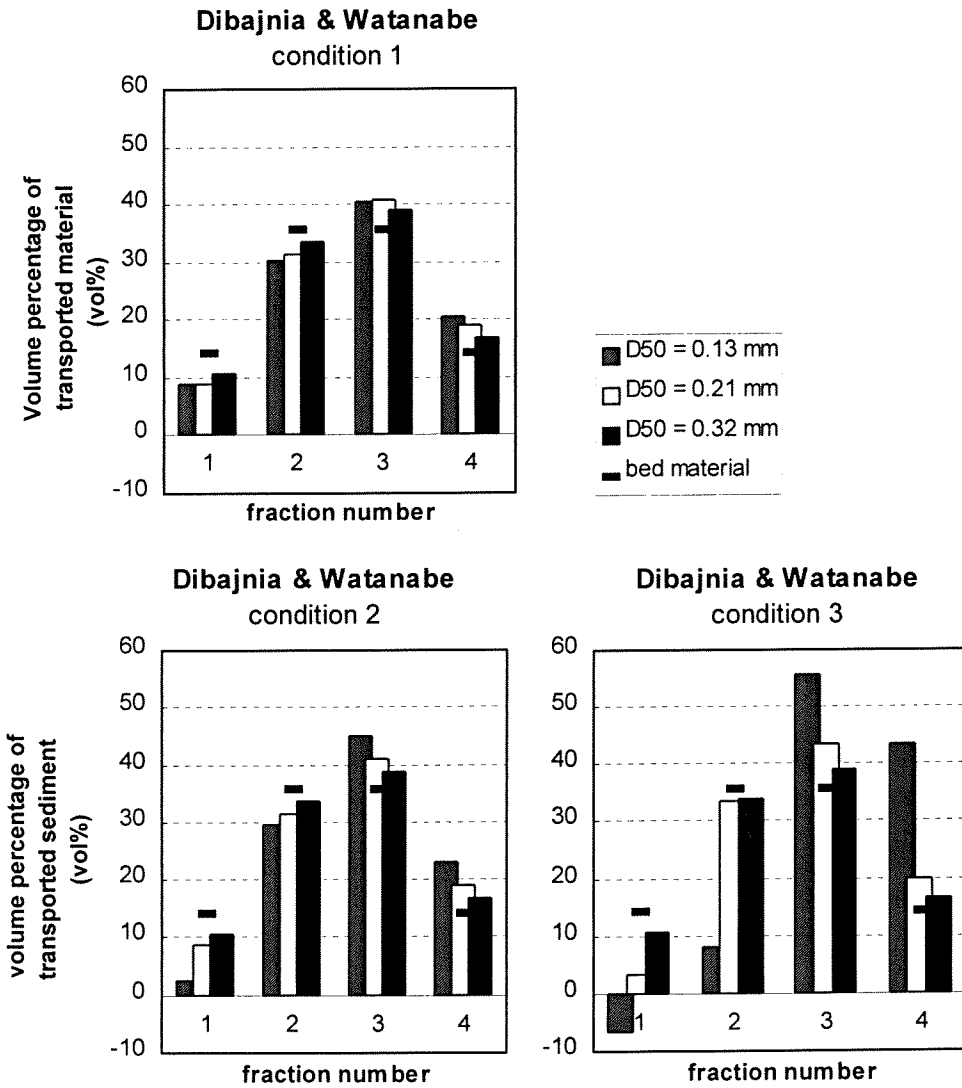 Dibajnia & Watanabe
condition 1
Volume percentage of
transported material
(vol%)
60
50
40
30
20
10
0
-10
1 2 3 4
fraction number
D50 = 0.13 mm
D50 = 0.21 mm
D50 = 0.32 mm
bed material
Dibajnia & Watanabe
condition 2
volume percentage of
transported sediment
(vol%)
60
50
40
30
20
10
0
-10
1 2 3 4
fraction number
Dibajnia & Watanabe
condition 3
60
50
40
30
20
10
0
-10
1 2 3 4
fraction number